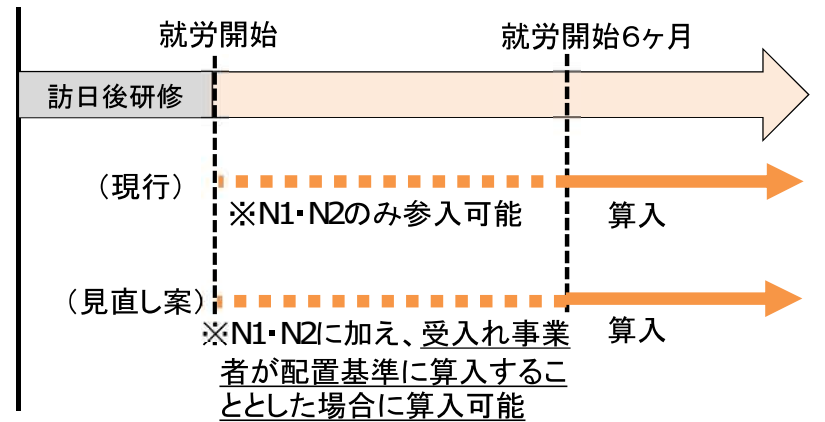 就労開始
就労開始6ヶ月
訪日後研修
(現行)
※N1・N2のみ参入可能
算入
(見直し案)
※N1・N2に加え、受入れ事業
者が配置基準に算入するこ
ととした場合に算入可能
算入